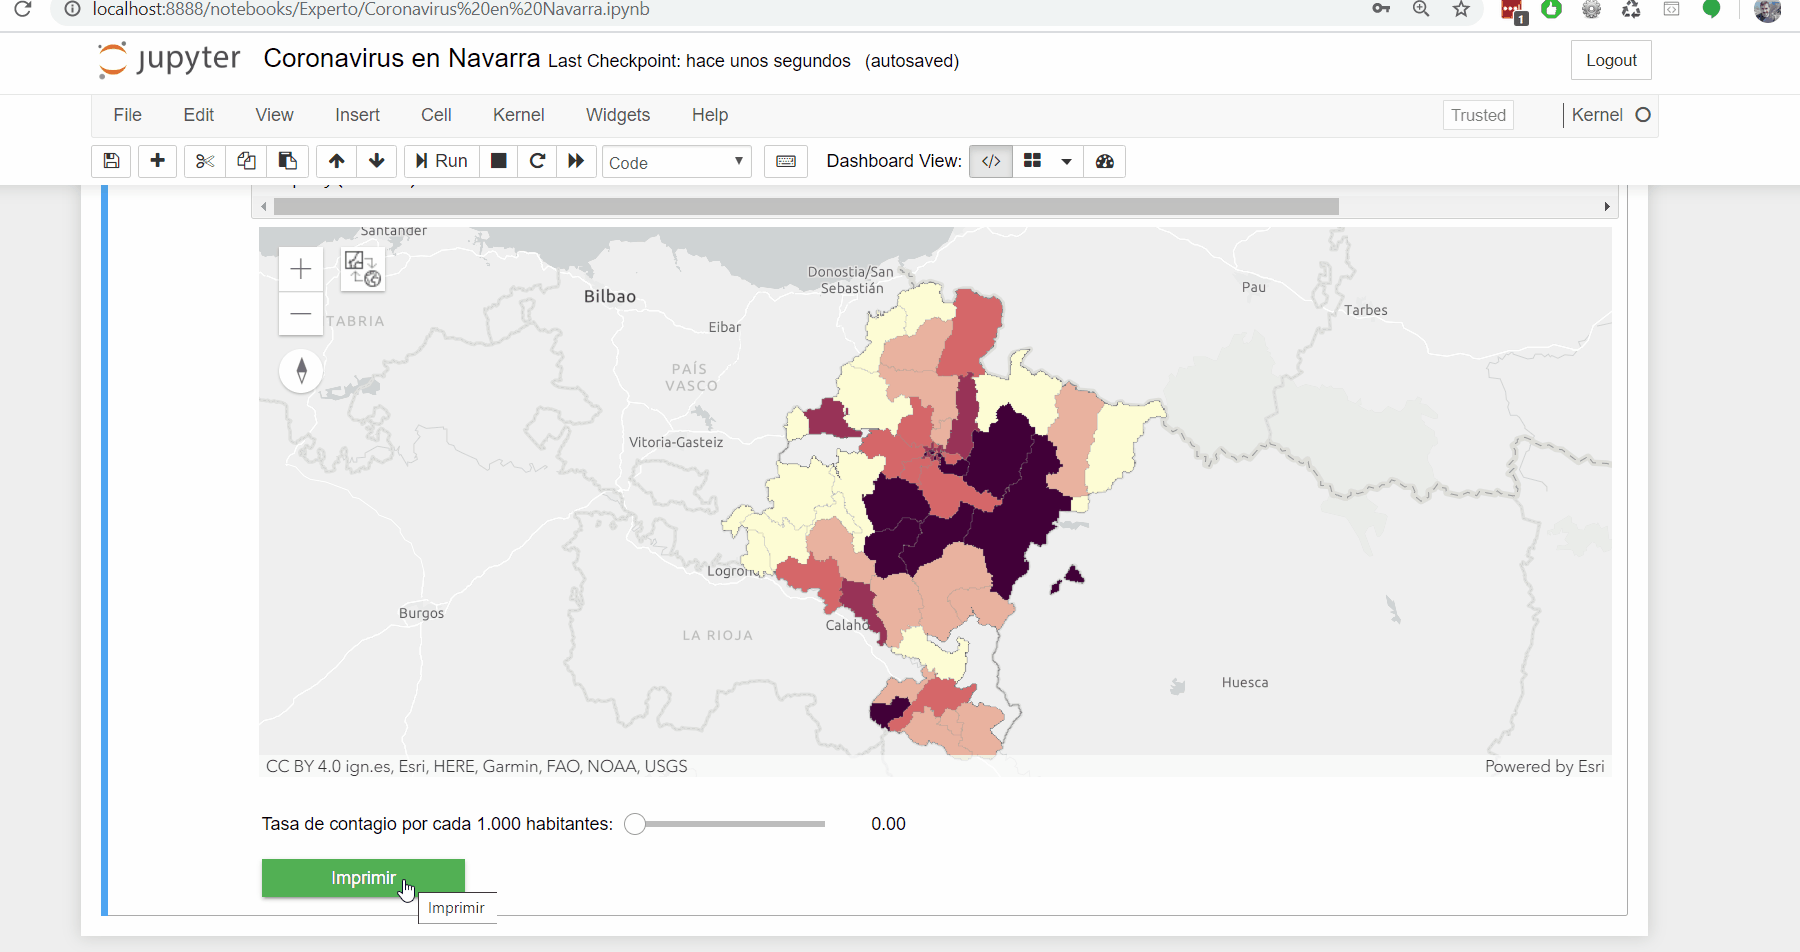 localhost:8888/notebooks/Experto/Coronavirus%20en%20Navarra.ipynb
1
jupyter Coronavirus en Navarra Last Checkpoint: hace unos segundos (autosaved)
Logout
File Edit View Insert Cell Kernel Widgets Help
Trusted Kernel
Run Code Dashboard View:
Santander
Donostia/San
Sebastián
Bilbao
Pau
Tarbes
TABRIA
Eibar
PAÍS
VASCO
Vitoria-Gasteiz
Logroño
Burgos
Calaho
LA RIOJA
Huesca
CC BY 4.0 ign.es, Esri, HERE, Garmin, FAO, NOAA, USGS
Powered by Esri
Tasa de contagio por cada 1.000 habitantes: 0.00
Imprimir
Imprimir